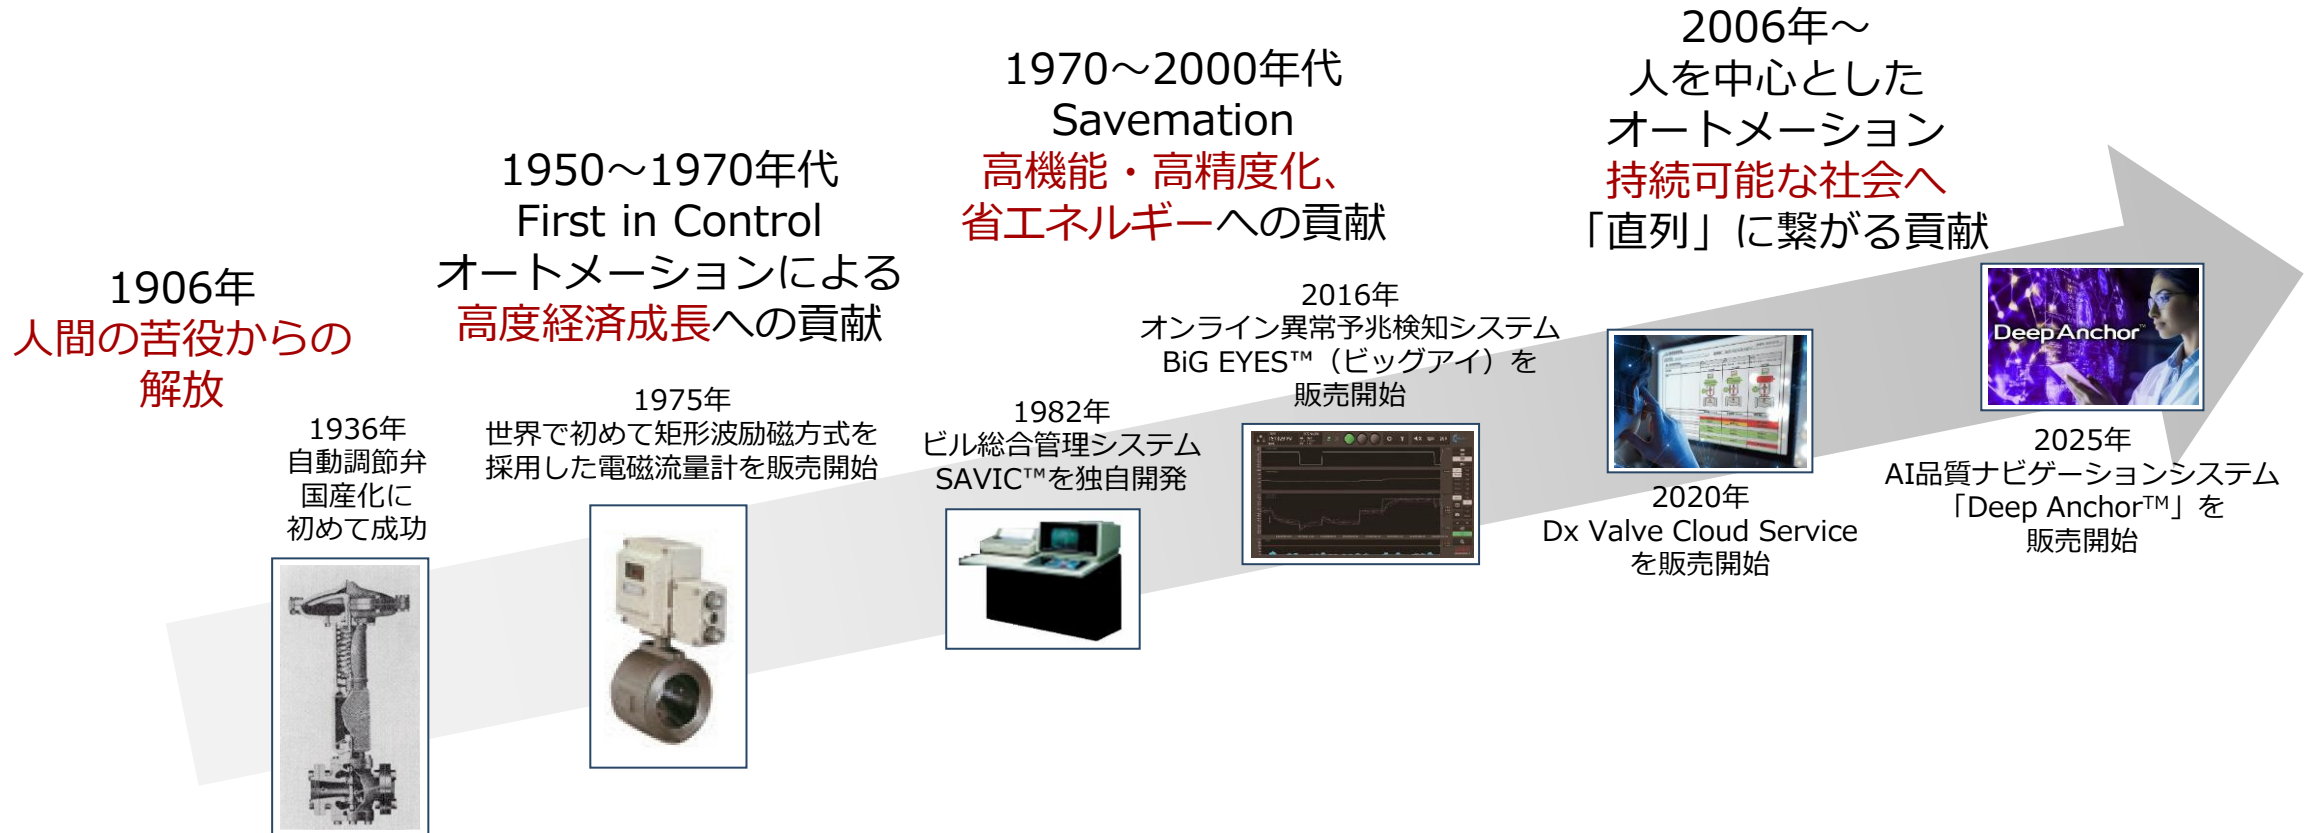 1906年
人間の苦役からの
解放
1936年
自動調節弁
国産化に
初めて成功
1950～1970年代
First in Control
オートメーションによる
高度経済成長への貢献
1975年
世界で初めて矩形波励磁方式を
採用した電磁流量計を販売開始
1970～2000年代
Savemation
高機能・高精度化、
省エネルギーへの貢献
1982年
ビル総合管理システム
SAVIC™を独自開発
2016年
オンライン異常予兆検知システム
BiG EYES™（ビッグアイ）を
販売開始
2006年～
人を中心とした
オートメーション
持続可能な社会へ
「直列」に繋がる貢献
2020年
Dx Valve Cloud Service
を販売開始
DeepAnchor™
2025年
AI品質ナビゲーションシステム
「Deep Anchor™」を
販売開始